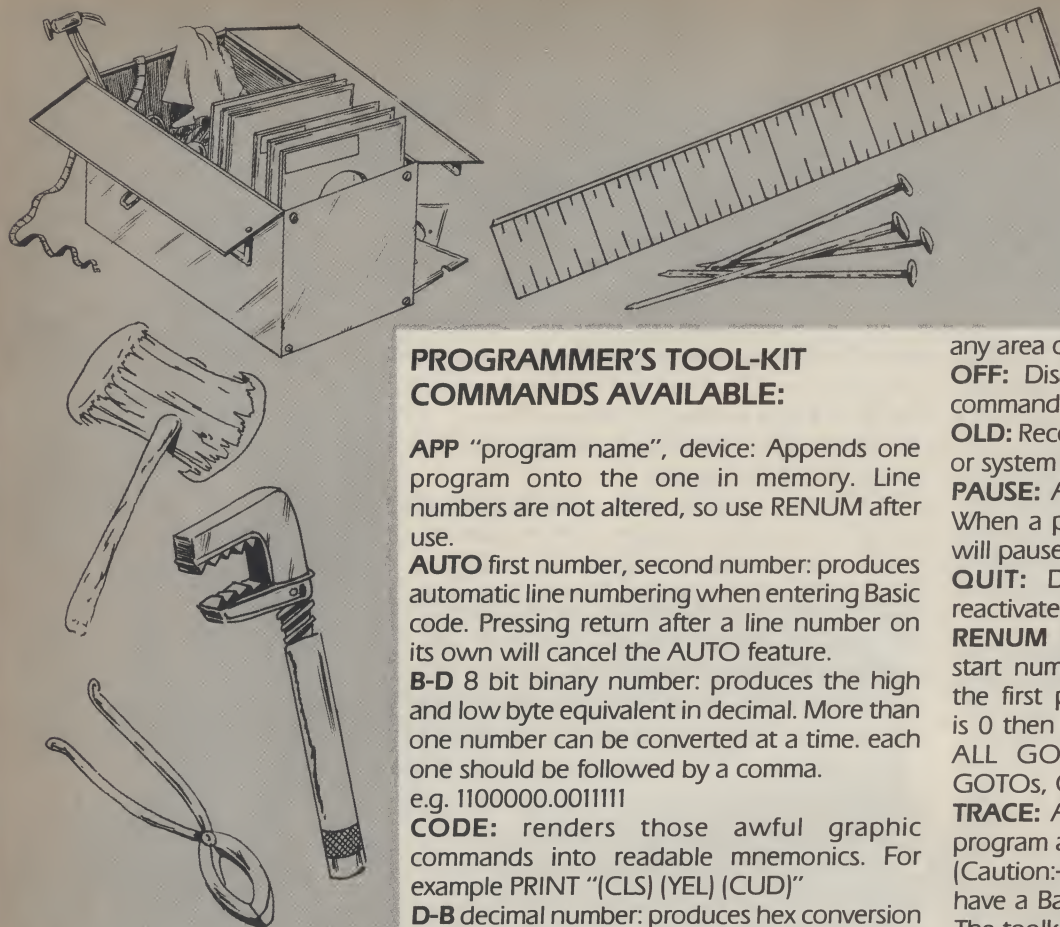 PROGRAMMER'S TOOL-KIT
COMMANDS AVAILABLE:
APP "program name", device: Appends one
program onto the one in memory. Line
numbers are not altered, so use RENUM after
use.
AUTO first number, second number: produces
automatic line numbering when entering Basic
code. Pressing return after a line number on
its own will cancel the AUTO feature.
B-D 8 bit binary number: produces the high
and low byte equivalent in decimal. More than
one number can be converted at a time. each
one should be followed by a comma.
e.g. 1100000.0011111
CODE: renders those awful graphic
commands into readable mnemonics. For
example PRINT "(CLS) (YEL) (CUD)"
D-B decimal number: produces hex conversion
any area
OFF: Dis
command
OLD: Reco
or system
PAUSE: A
When a p
will pause
QUIT: D
reactivate
RENUM
start num
the first p
is 0 then
ALL GO
GOTOs,
TRACE: A
program a
(Caution:-
have a Ba
The toolk